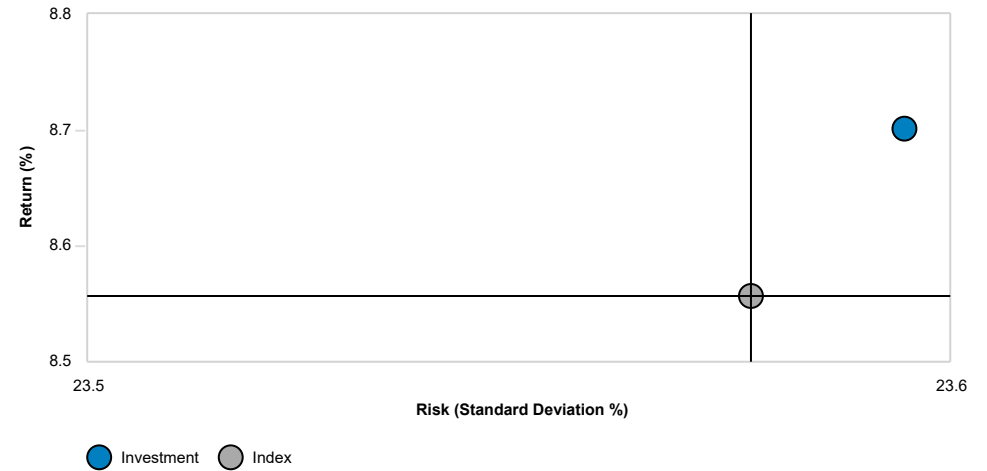 8.8
8.7
8.6
8.5
Return (%)
23.5
23.6
Risk (Standard Deviation %)
Investment
Index